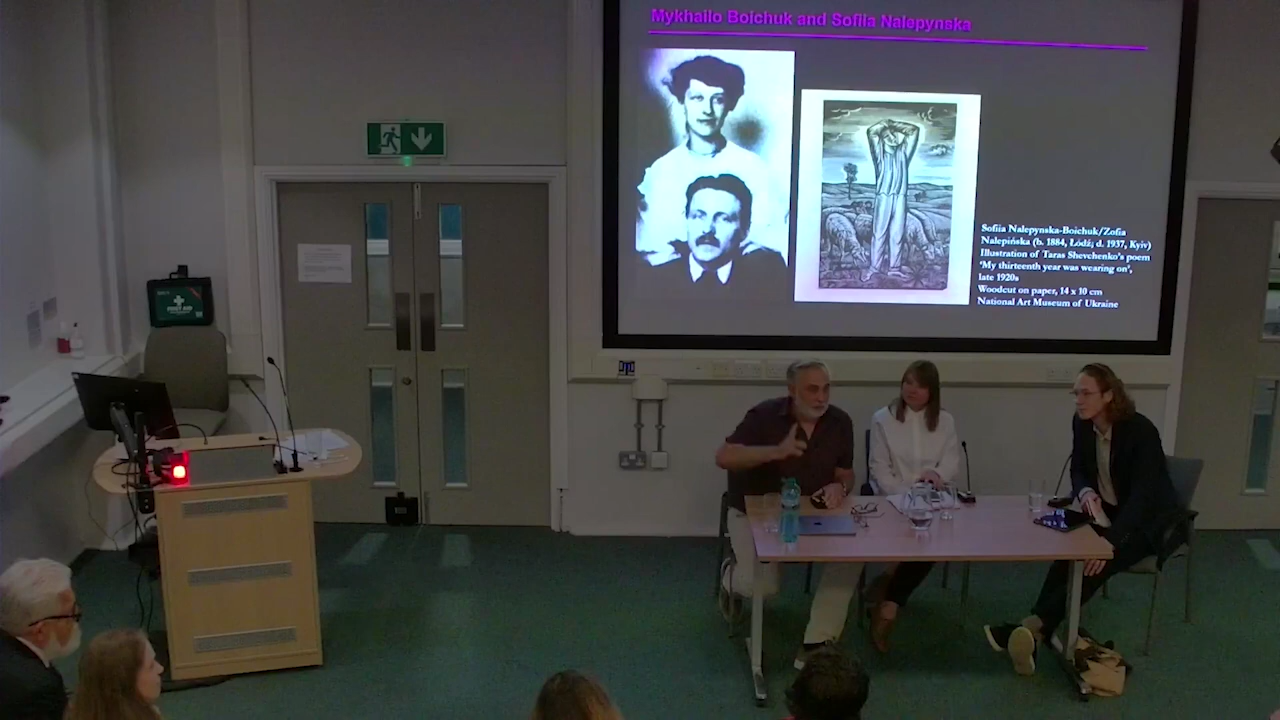 Mykhailo Boichuk and Sofiia Nalepynska
Sofiia Nalepynska-Boichuk/Zofia
Nalepińska (b. 1884, Łódź; d. 1937, Kyiv)
Illustration of Taras Shevchenko's poem
'My thirteenth year was wearing on',
late 1920s
Woodcut on paper, 14 x 10 cm
National Art Museum of Ukraine
FIRST AID